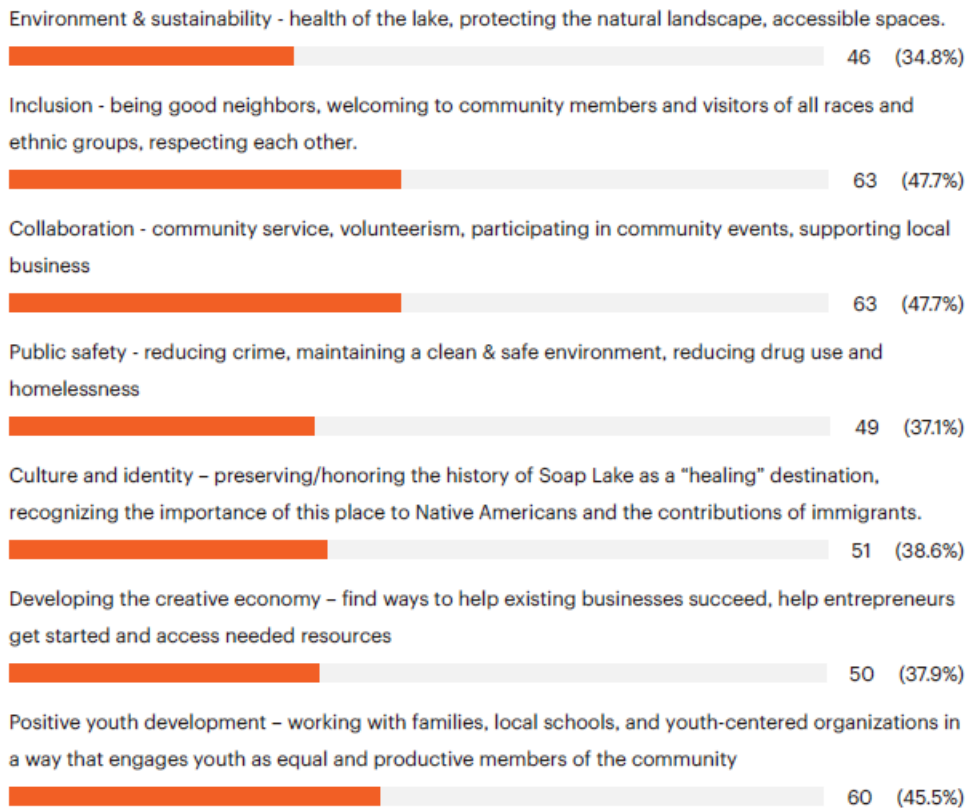 Environment & sustainability - health of the lake, protecting the natural landscape, accessible spaces.
46 (34.8%)
Inclusion - being good neighbors, welcoming to community members and visitors of all races and
ethnic groups, respecting each other.
63 (47.7%)
Collaboration - community service, volunteerism, participating in community events, supporting local
business
63 (47.7%)
Public safety - reducing crime, maintaining a clean & safe environment, reducing drug use and
homelessness
49 (37.1%)
Culture and identity – preserving/honoring the history of Soap Lake as a “healing” destination,
recognizing the importance of this place to Native Americans and the contributions of immigrants.
51 (38.6%)
Developing the creative economy – find ways to help existing businesses succeed, help entrepreneurs
get started and access needed resources
50 (37.9%)
Positive youth development – working with families, local schools, and youth-centered organizations in
a way that engages youth as equal and productive members of the community
60 (45.5%)